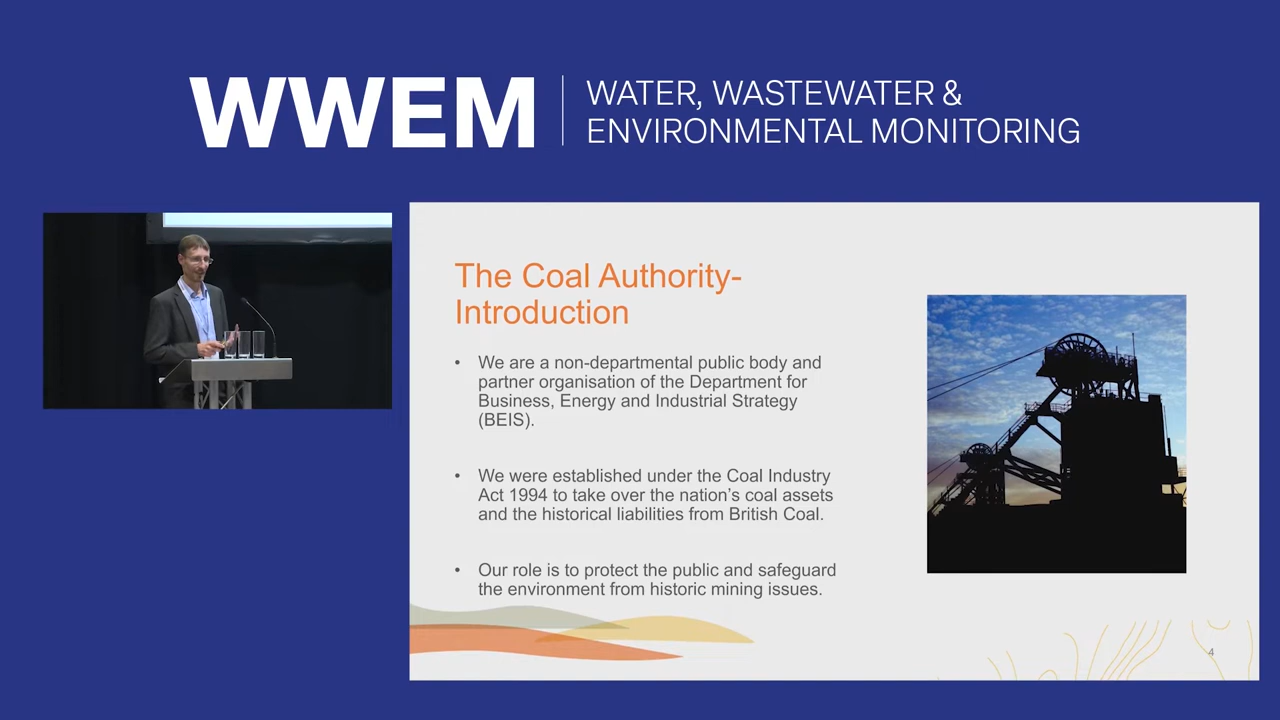 WWEM
WATER, WASTEWATER &
ENVIRONMENTAL MONITORING
The Coal Authority-
Introduction
• We are a non-departmental public body and
partner organisation of the Department for
Business, Energy and Industrial Strategy
(BEIS).
• We were established under the Coal Industry
Act 1994 to take over the nation’s coal assets
and the historical liabilities from British Coal.
• Our role is to protect the public and safeguard
the environment from historic mining issues.
4